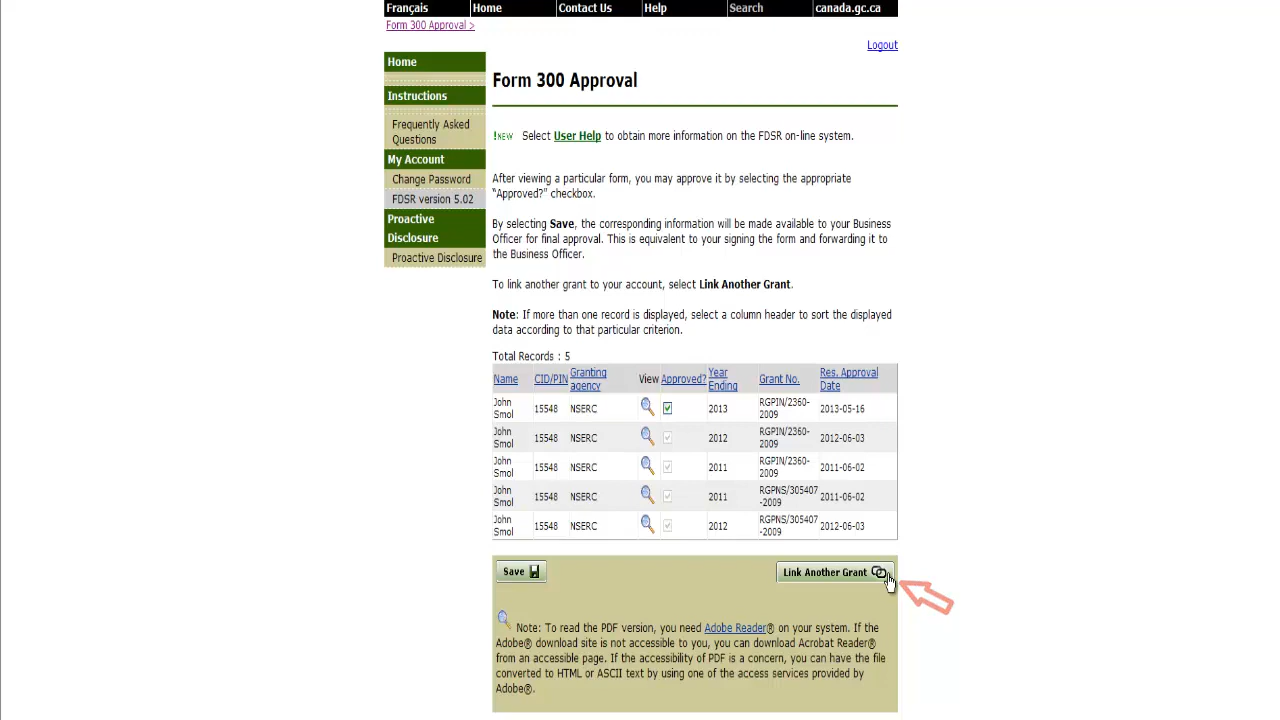 Français Home Contact Us Help Search canada.gc.ca
Form 300 Approval >
Logout
Home
Instructions
Frequently Asked
Questions
My Account
Change Password
FDSR version 5.02
Proactive
Disclosure
Proactive Disclosure
Form 300 Approval
!NEW Select User Help to obtain more information on the FDSR on-line system.
After viewing a particular form, you may approve it by selecting the appropriate
“Approved?” checkbox.
By selecting Save, the corresponding information will be made available to your Business
Officer for final approval. This is equivalent to your signing the form and forwarding it to
the Business Officer.
To link another grant to your account, select Link Another Grant.
Note: If more than one record is displayed, select a column header to sort the displayed
data according to that particular criterion.
Total Records : 5
Name CID/PIN Granting agency View Approved? Year Ending Grant No. Res. Approval Date
John Smol 15548 NSERC 2013 RGPIN/2360-2009 2013-05-16
John Smol 15548 NSERC 2012 RGPIN/2360-2009 2012-06-03
John Smol 15548 NSERC 2011 RGPIN/2360-2009 2011-06-02
John Smol 15548 NSERC 2011 RGPNS/305407-2009 2011-06-02
John Smol 15548 NSERC 2012 RGPNS/305407-2009 2012-06-03
Save Link Another Grant
Note: To read the PDF version, you need Adobe Reader® on your system. If the
Adobe® download site is not accessible to you, you can download Acrobat Reader®
from an accessible page. If the accessibility of PDF is a concern, you can have the file
converted to HTML or ASCII text by using one of the access services provided by
Adobe®.